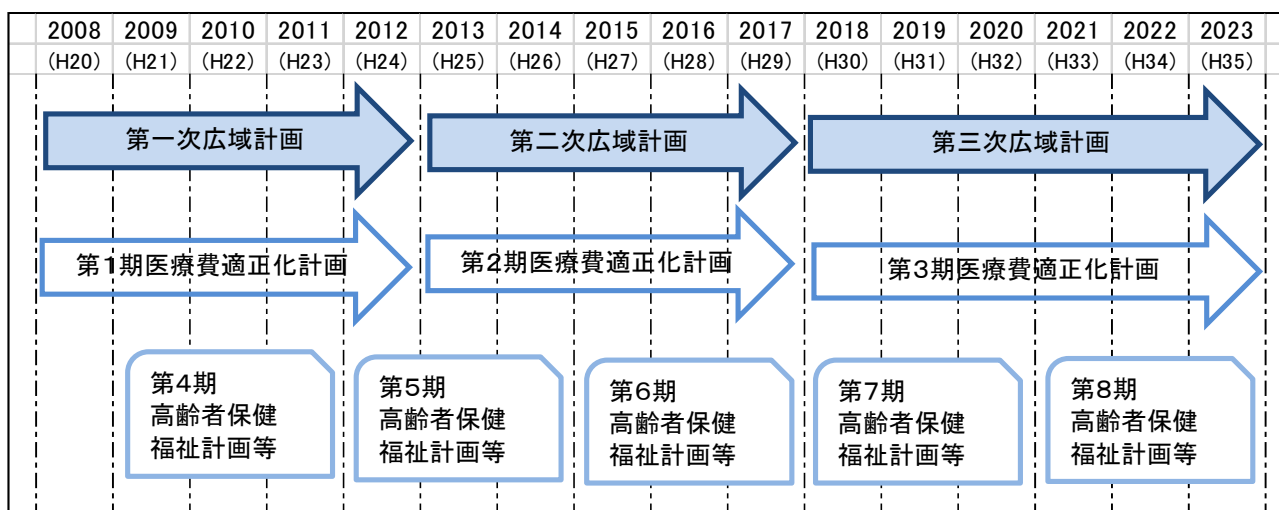 2008 2009 2010 2011 2012 2013 2014 2015 2016 2017 2018 2019 2020 2021 2022 2023
(H20) (H21) (H22) (H23) (H24) (H25) (H26) (H27) (H28) (H29) (H30) (H31) (H32) (H33) (H34) (H35)
第一次広域計画 第二次広域計画 第三次広域計画
第1期医療費適正化計画 第2期医療費適正化計画 第3期医療費適正化計画
第4期
高齢者保健
福祉計画等
第5期
高齢者保健
福祉計画等
第6期
高齢者保健
福祉計画等
第7期
高齢者保健
福祉計画等
第8期
高齢者保健
福祉計画等